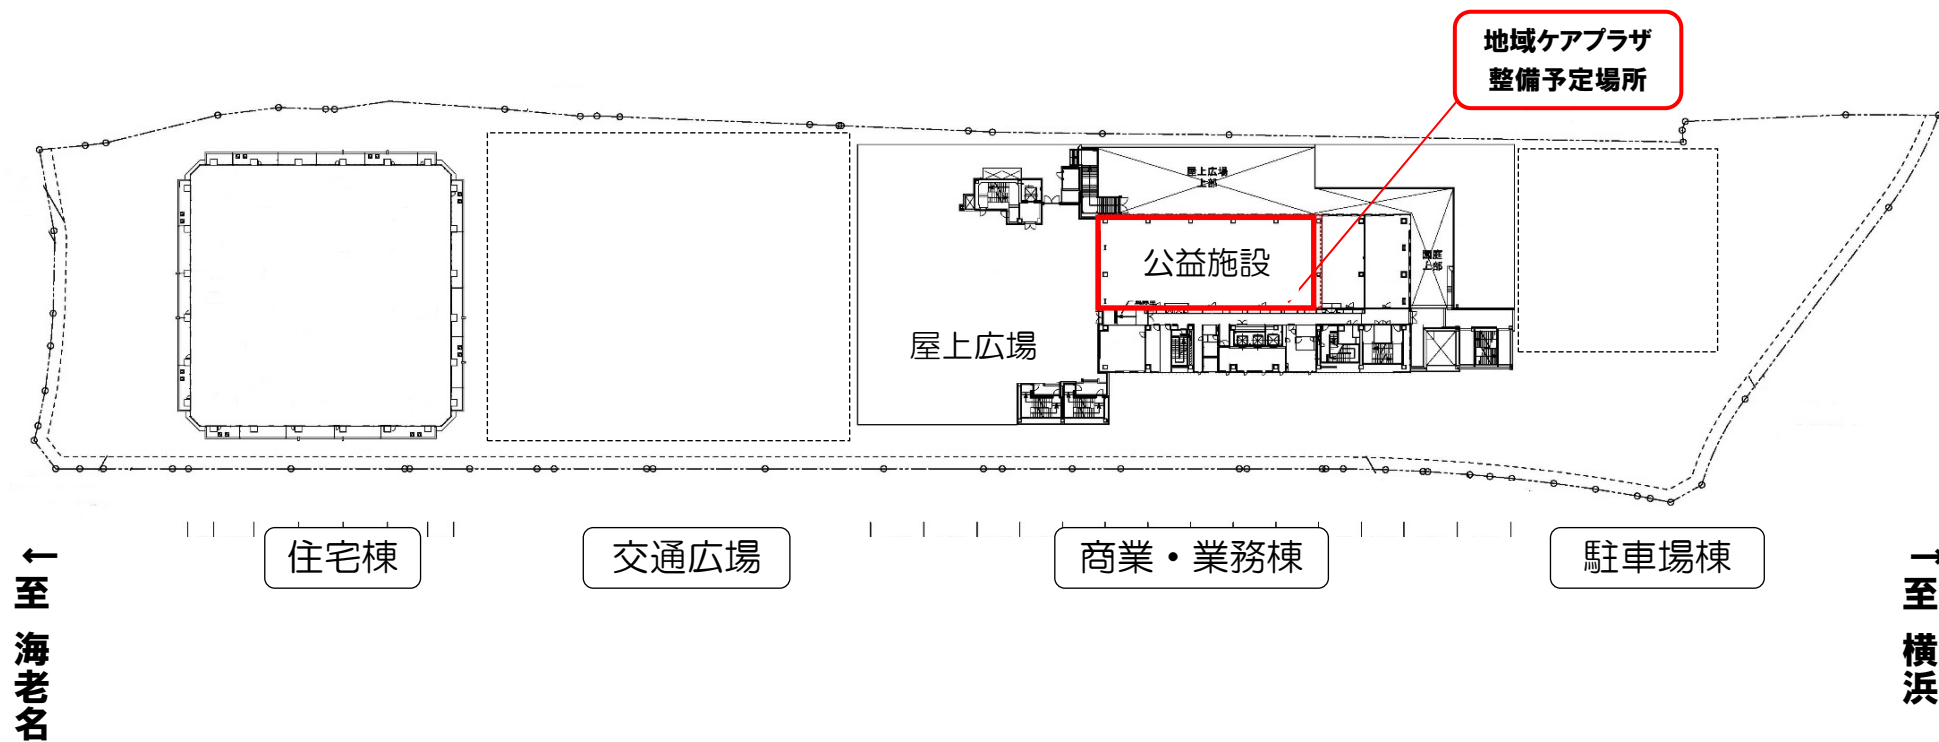 地域ケアプラザ
整備予定場所
屋上広場
上部
公益施設
上部
屋上広場
住宅棟
交通広場
商業・業務棟
駐車場棟
←至 海老名
→至 横浜